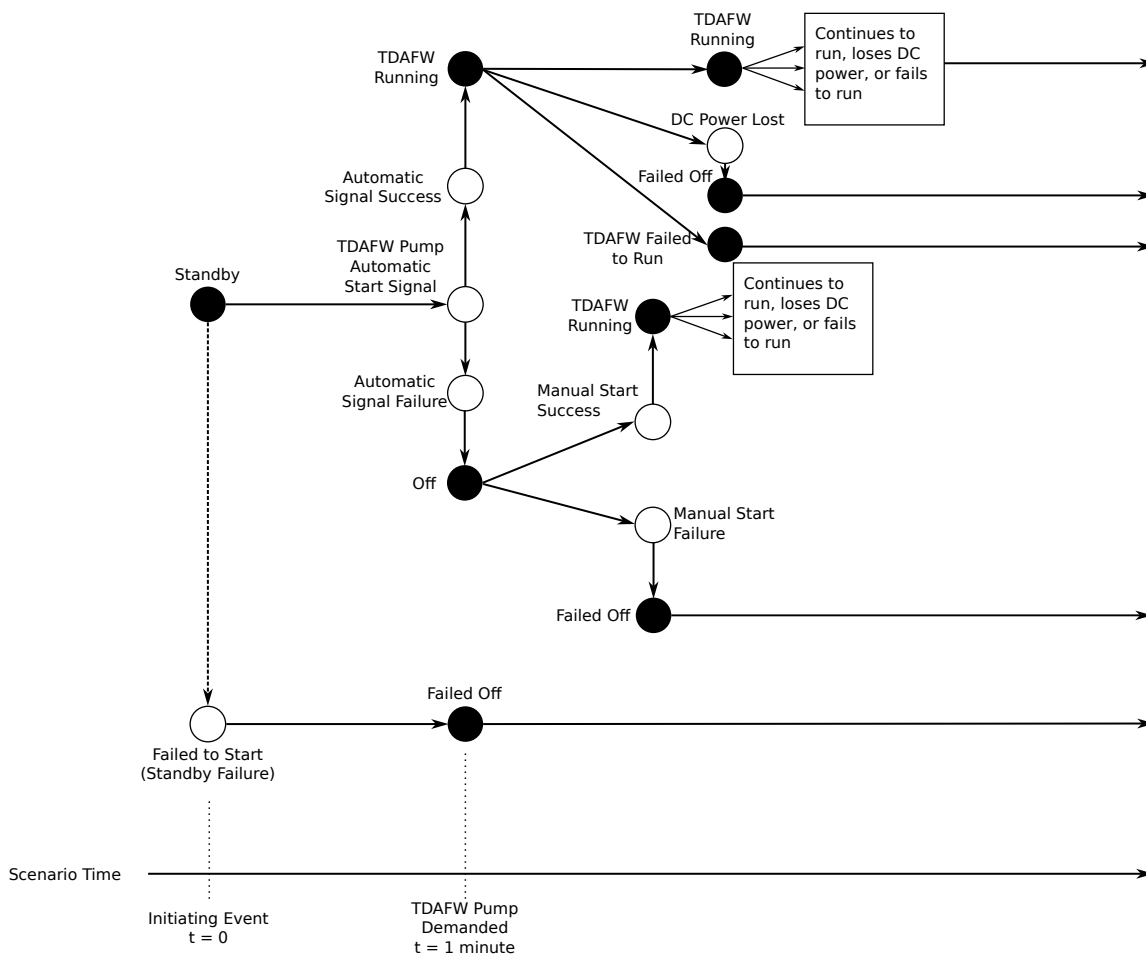 TDAFW
Running
Continues to
run, loses DC
power, or fails
to run
TDAFW
Running
DC Power Lost
Automatic
Signal Success
Failed Off
TDAFW Pump
Automatic
Start Signal
TDAFW Failed
to Run
Standby
Continues to
run, loses DC
power, or fails
to run
TDAFW
Running
Automatic
Signal Failure
Manual Start
Success
Off
Manual Start
Failure
Failed Off
Failed Off
Failed to Start
(Standby Failure)
Scenario Time
Initiating Event
t = 0
TDAFW Pump
Demanded
t = 1 minute